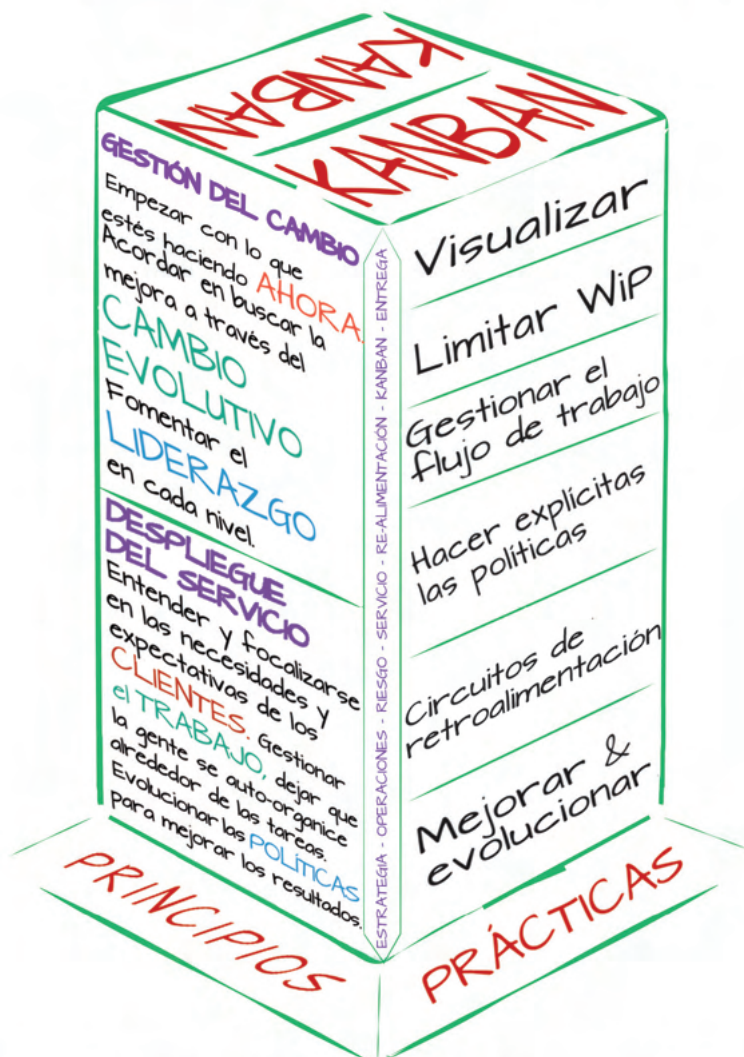 KANBAN
KANBAN
GESTIÓN DEL CAMBIO
Empezar con lo que
estés haciendo AHORA.
Acordar en buscar la
mejora a través del
CAMBIO
EVOLUTIVO
Fomentar el
LIDERAZGO
en cada nivel.
DESPLIEGUE
DEL SERVICIO
Entender y focalizarse
en las necesidades y
expectativas de los
CLIENTES. Gestionar
el TRABAJO, dejar que
la gente se auto-organice
alrededor de las tareas.
Evolucionar las POLÍTICAS
para mejorar los resultados.
ESTRATEGIA - OPERACIONES - RIESGO - SERVICIO - RE-ALIMENTACIÓN - KANBAN - ENTREGA
Visualizar
Limitar WiP
Gestionar el
flujo de trabajo
Hacer explícitas
las políticas
Circuitos de
retroalimentación
Mejorar &
evolucionar
PRINCIPIOS
PRÁCTICAS